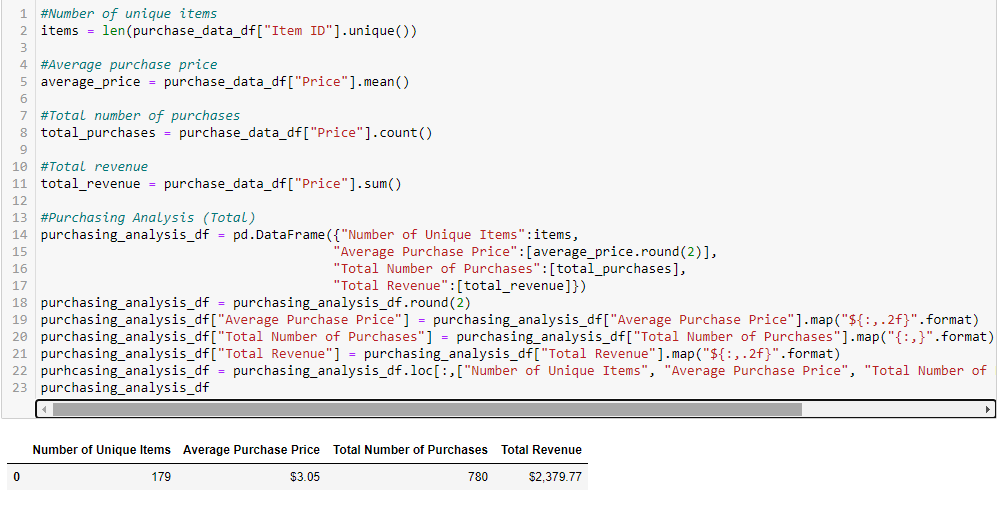 1 #Number of unique items
2 items = len(purchase_data_df["Item ID"].unique())
3
4 #Average purchase price
5 average_price = purchase_data_df["Price"].mean()
6
7 #Total number of purchases
8 total_purchases = purchase_data_df["Price"].count()
9
10 #Total revenue
11 total_revenue = purchase_data_df["Price"].sum()
12
13 #Purchasing Analysis (Total)
14 purchasing_analysis_df = pd.DataFrame({"Number of Unique Items":items,
15 "Average Purchase Price":[average_price.round(2)],
16 "Total Number of Purchases":[total_purchases],
17 "Total Revenue":[total_revenue]})
18 purchasing_analysis_df = purchasing_analysis_df.round(2)
19 purchasing_analysis_df["Average Purchase Price"] = purchasing_analysis_df["Average Purchase Price"].map("${:,.2f}".format)
20 purchasing_analysis_df["Total Number of Purchases"] = purchasing_analysis_df["Total Number of Purchases"].map("{:,}".format)
21 purchasing_analysis_df["Total Revenue"] = purchasing_analysis_df["Total Revenue"].map("${:,.2f}".format)
22 purhcasing_analysis_df = purchasing_analysis_df.loc[:,["Number of Unique Items", "Average Purchase Price", "Total Number of
23 purchasing_analysis_df
Number of Unique Items Average Purchase Price Total Number of Purchases Total Revenue
0 179 $3.05 780 $2,379.77